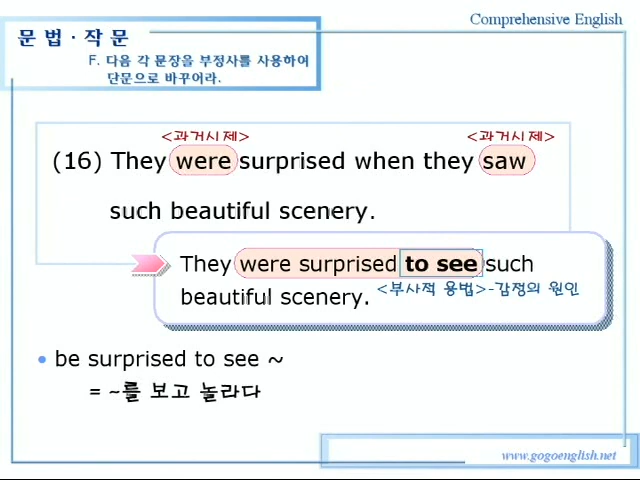 Comprehensive English
문 법 · 작 문
F. 다음 각 문장을 부정사를 사용하여
단문으로 바꾸어라.
<과거시제> <과거시제>
(16) They were surprised when they saw
such beautiful scenery.
They were surprised to see such
beautiful scenery. <부사적 용법>-감정의 원인
• be surprised to see ~
= ~를 보고 놀라다
www.gogoenglish.net